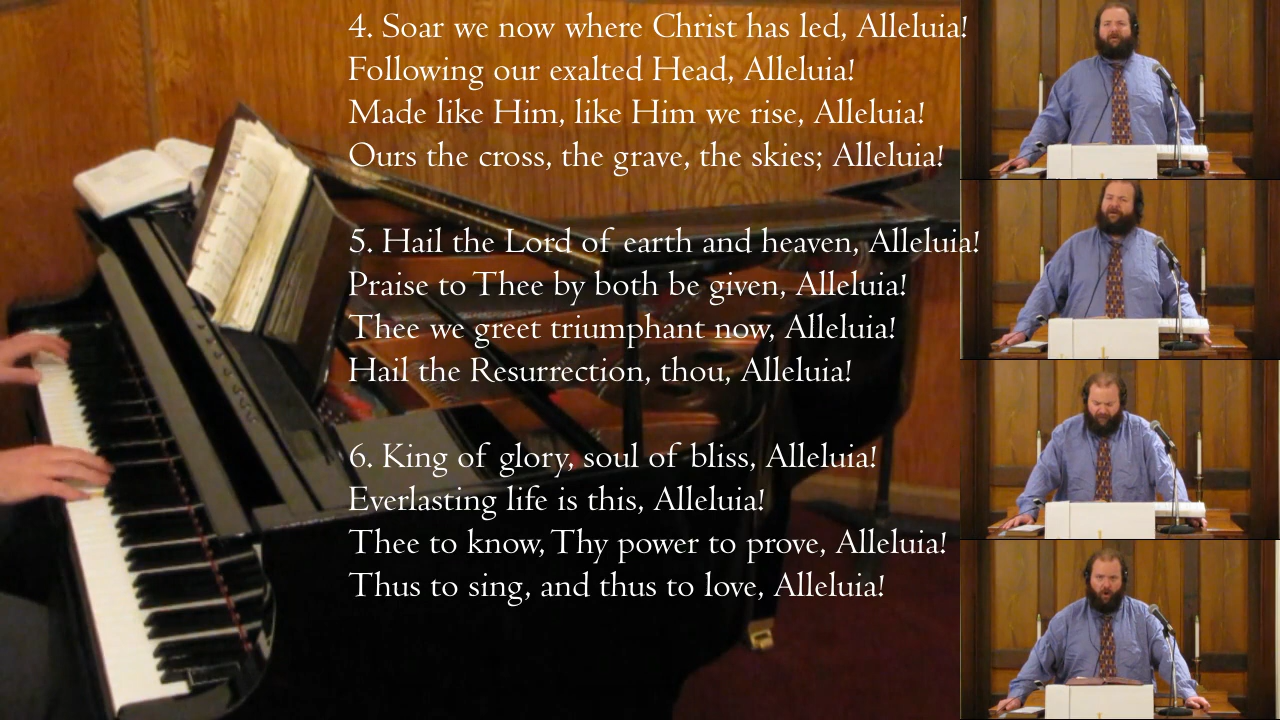 4. Soar we now where Christ has led, Alleluia!
Following our exalted Head, Alleluia!
Made like Him, like Him we rise, Alleluia!
Ours the cross, the grave, the skies; Alleluia!
5. Hail the Lord of earth and heaven, Alleluia!
Praise to Thee by both be given, Alleluia!
Thee we greet triumphant now, Alleluia!
Hail the Resurrection, thou, Alleluia!
6. King of glory, soul of bliss, Alleluia!
Everlasting life is this, Alleluia!
Thee to know, Thy power to prove, Alleluia!
Thus to sing, and thus to love, Alleluia!